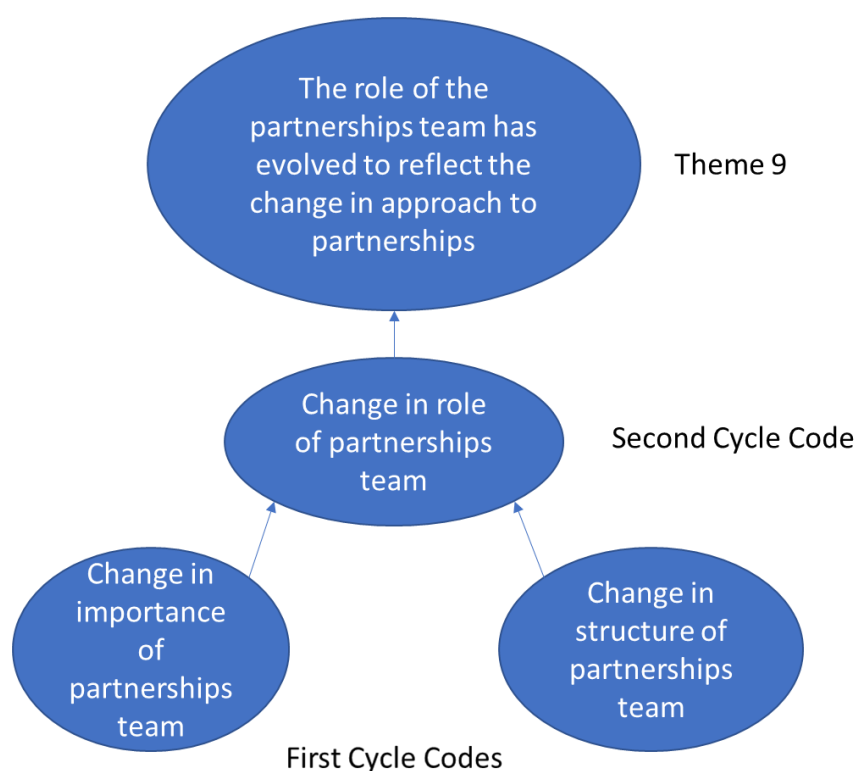 The role of the
partnerships team has
evolved to reflect the
change in approach to
partnerships
Theme 9
Change in role
of partnerships
team
Second Cycle Code
Change in
importance
of
partnerships
team
Change in
structure of
partnerships
team
First Cycle Codes